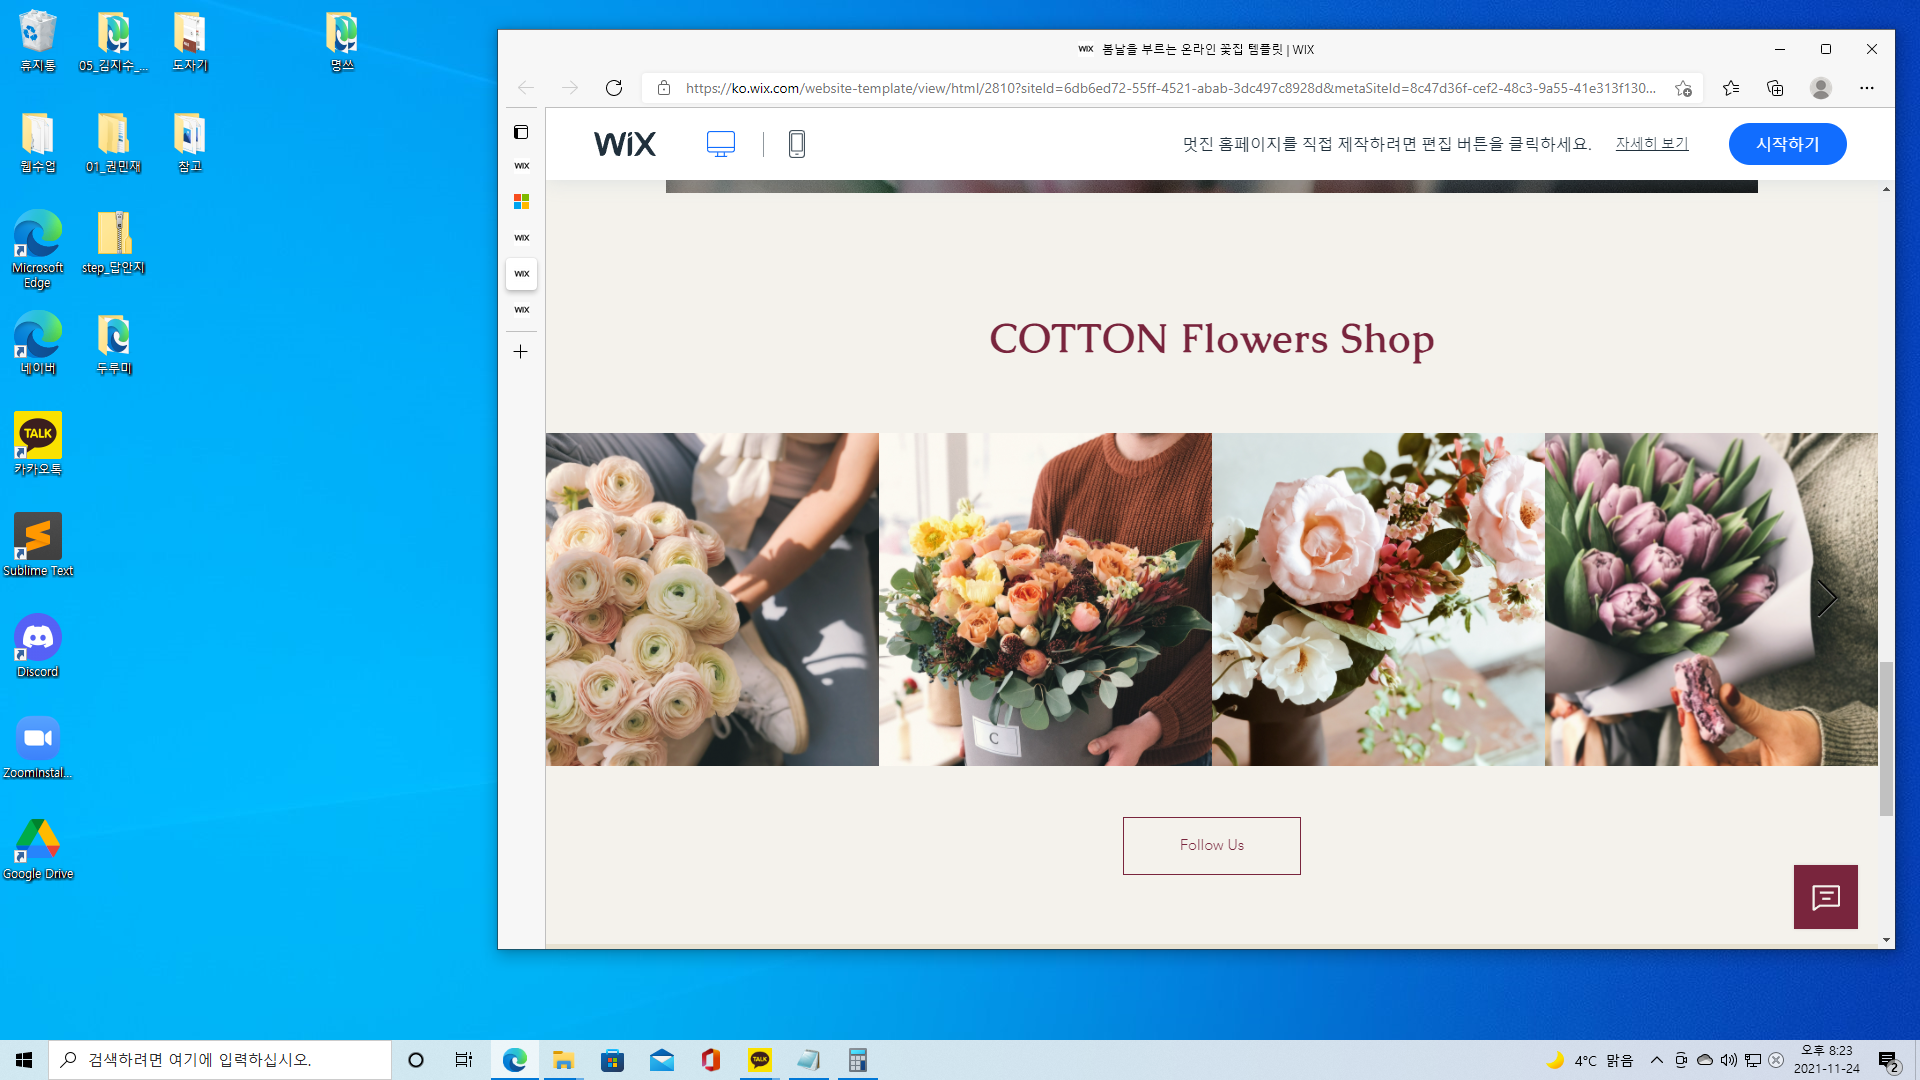 휴지통
05_김지수_...
도자기
명쓰
웹수업
01_권민재
참고
Microsoft Edge
step_답안지
네이버
두루미
TALK
카카오톡
Sublime Text
Discord
Zoominstal...
Google Drive
WIX 봄날을 부르는 온라인 꽃집 템플릿 | WIX
https://ko.wix.com/website-template/view/html/2810?siteId=6db6ed72-55ff-4521-abab-3dc497c8928d&metaSiteId=8c47d36f-cef2-48c3-9a55-41e313f130...
WIX
WIX
WIX
WIX
WiX
멋진 홈페이지를 직접 제작하려면 편집 버튼을 클릭하세요.
자세히 보기
시작하기
COTTON Flowers Shop
C
Follow Us
검색하려면 여기에 입력하십시오.
TALK
4°C 맑음
오후 8:23
2021-11-24
2